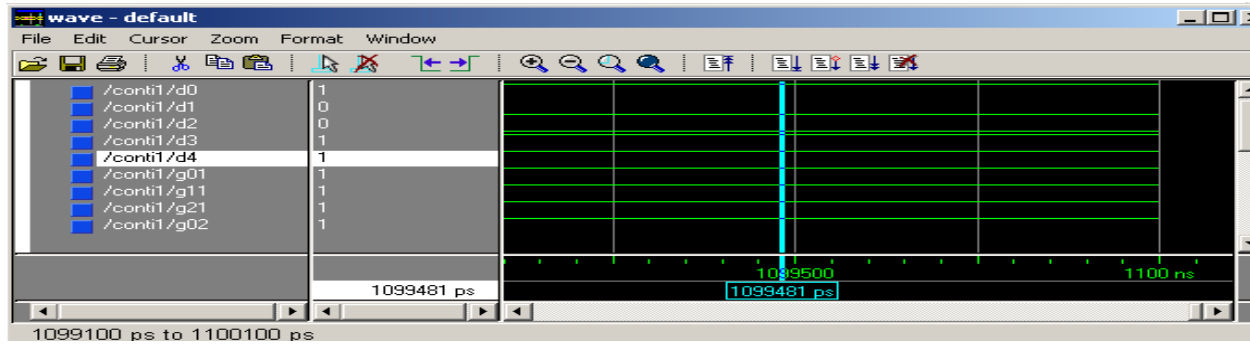 wave - default
File Edit Cursor Zoom Format Window
/conti1/d0 1
/conti1/d1 0
/conti1/d2 0
/conti1/d3 1
/conti1/d4 1
/conti1/g01 1
/conti1/g11 1
/conti1/g21 1
/conti1/g02 1
1099500 1100 ns
1099481 ps 1099481 ps
1099100 ps to 1100100 ps